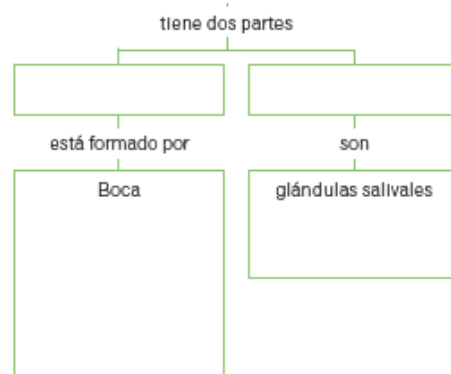 tiene dos partes
está formado por
son
Boca
glándulas salivales